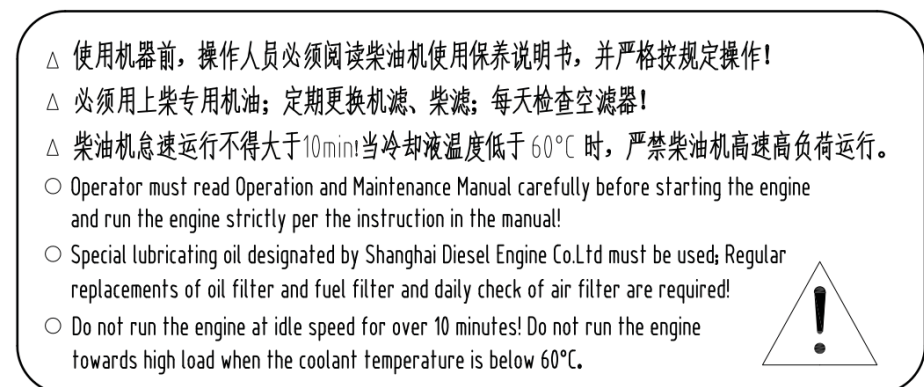 △ 使用机器前，操作人员必须阅读柴油机使用保养说明书，并严格按规定操作！
△ 必须用上柴专用机油；定期更换机滤、柴滤；每天检查空滤器！
△ 柴油机怠速运行不得大于10min!当冷却液温度低于 60°C 时，严禁柴油机高速高负荷运行。
○ Operator must read Operation and Maintenance Manual carefully before starting the engine
and run the engine strictly per the instruction in the manual!
○ Special lubricating oil designated by Shanghai Diesel Engine Co.Ltd must be used; Regular
replacements of oil filter and fuel filter and daily check of air filter are required!
○ Do not run the engine at idle speed for over 10 minutes! Do not run the engine
towards high load when the coolant temperature is below 60°C.
!